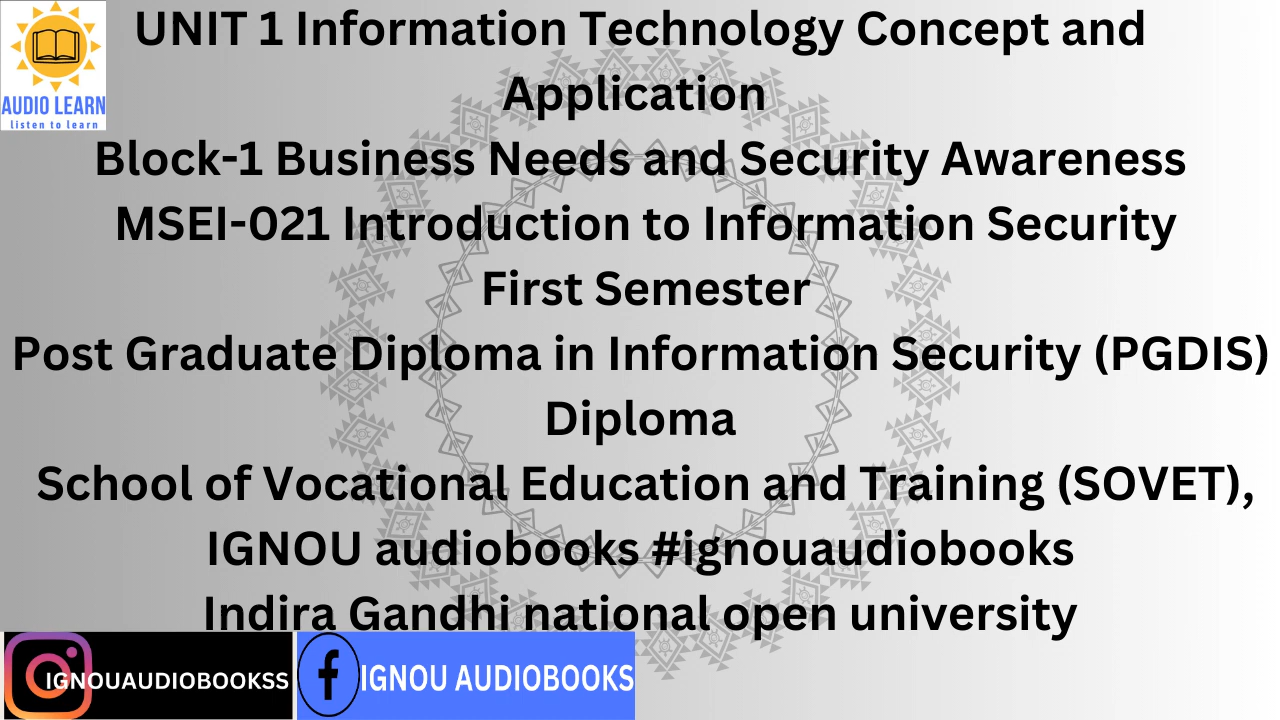 UNIT 1 Information Technology Concept and
Application
Block-1 Business Needs and Security Awareness
MSEI-021 Introduction to Information Security
First Semester
Post Graduate Diploma in Information Security (PGDIS)
Diploma
School of Vocational Education and Training (SOVET),
IGNOU audiobooks #ignouaudiobooks
Indira Gandhi national open university
AUDIO LEARN
listen to learn
IGNOUAUDIOBOOKSS
IGNOU AUDIOBOOKS